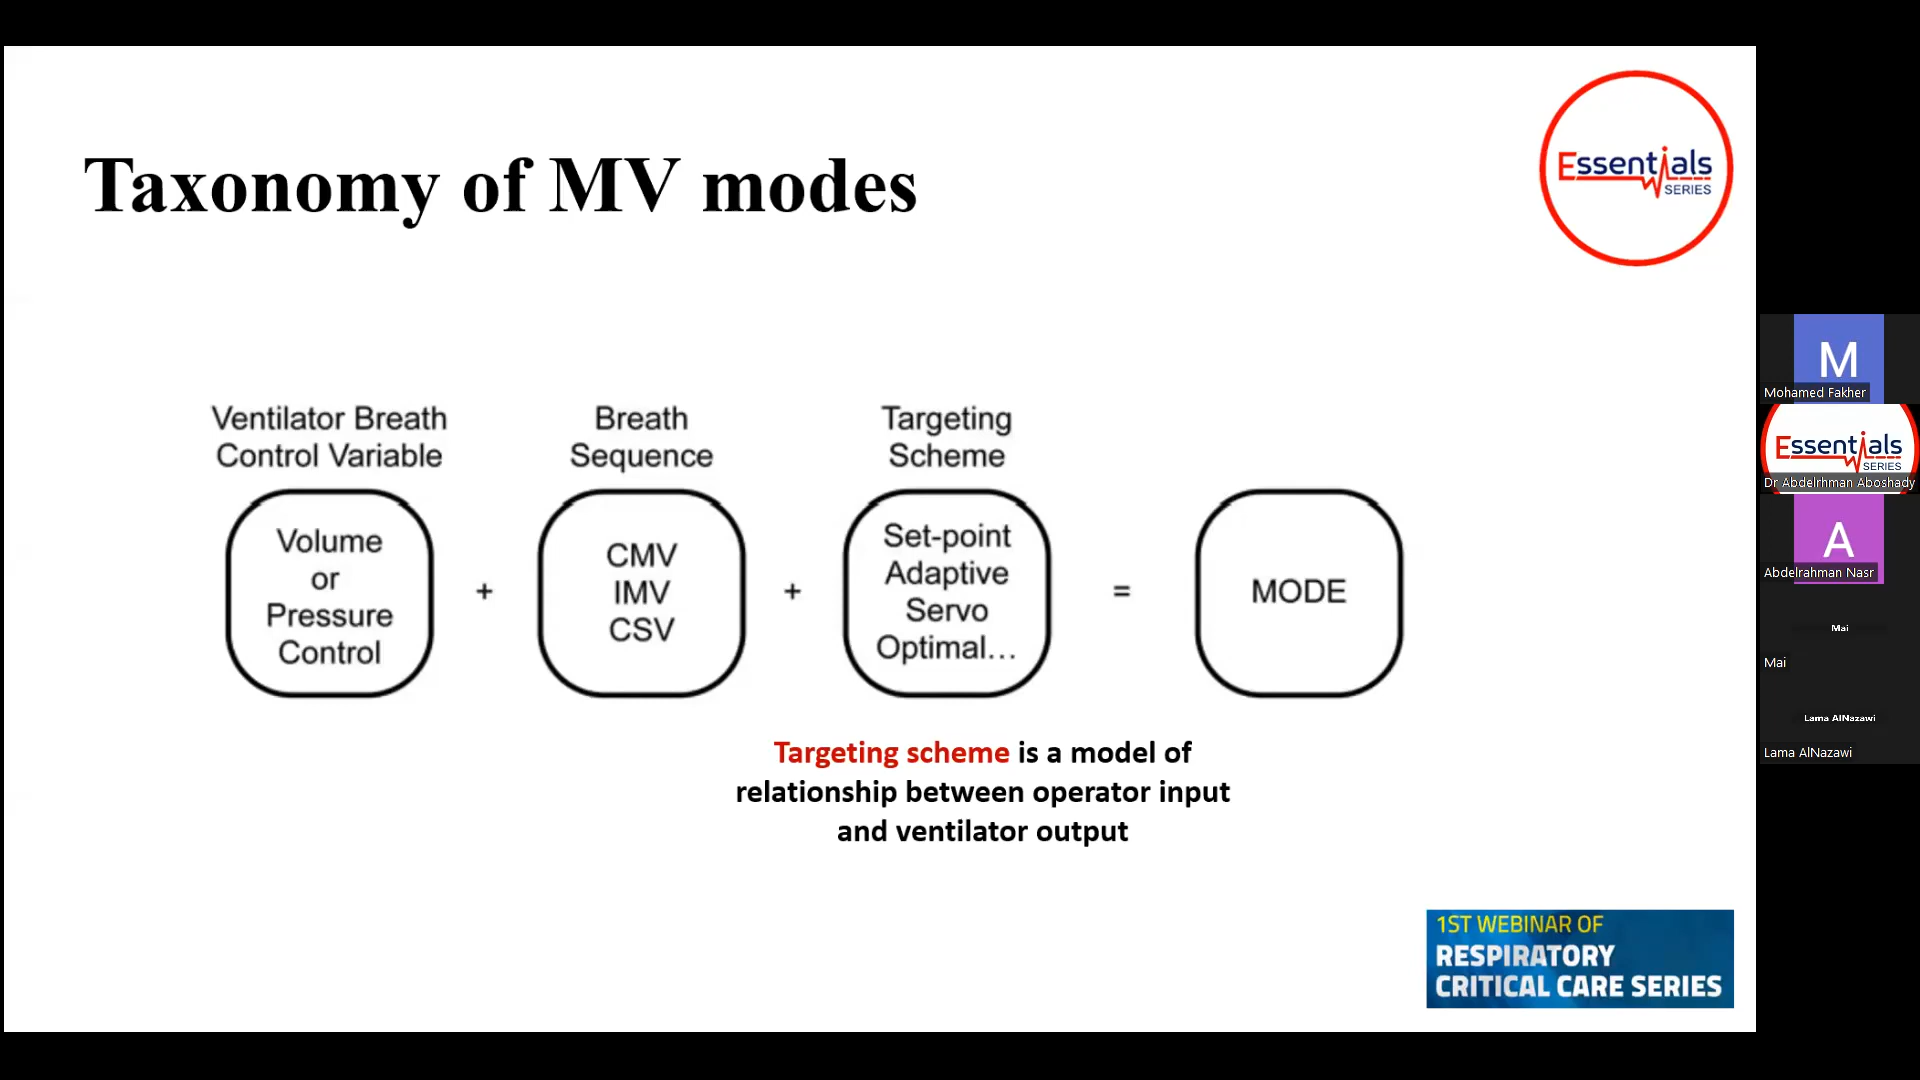 Taxonomy of MV modes
Essentials
SERIES
Ventilator Breath
Control Variable
Breath
Sequence
Targeting
Scheme
Volume
or
Pressure
Control
+
CMV
IMV
CSV
+
Set-point
Adaptive
Servo
Optimal...
=
MODE
Targeting scheme is a model of
relationship between operator input
and ventilator output
1ST WEBINAR OF
RESPIRATORY
CRITICAL CARE SERIES
M
Mohamed Fakher
Essentials
SERIES
Dr Abdelrhman Aboshady
A
Abdelrahman Nasr
Mai
Mai
Lama AlNazawi
Lama AlNazawi